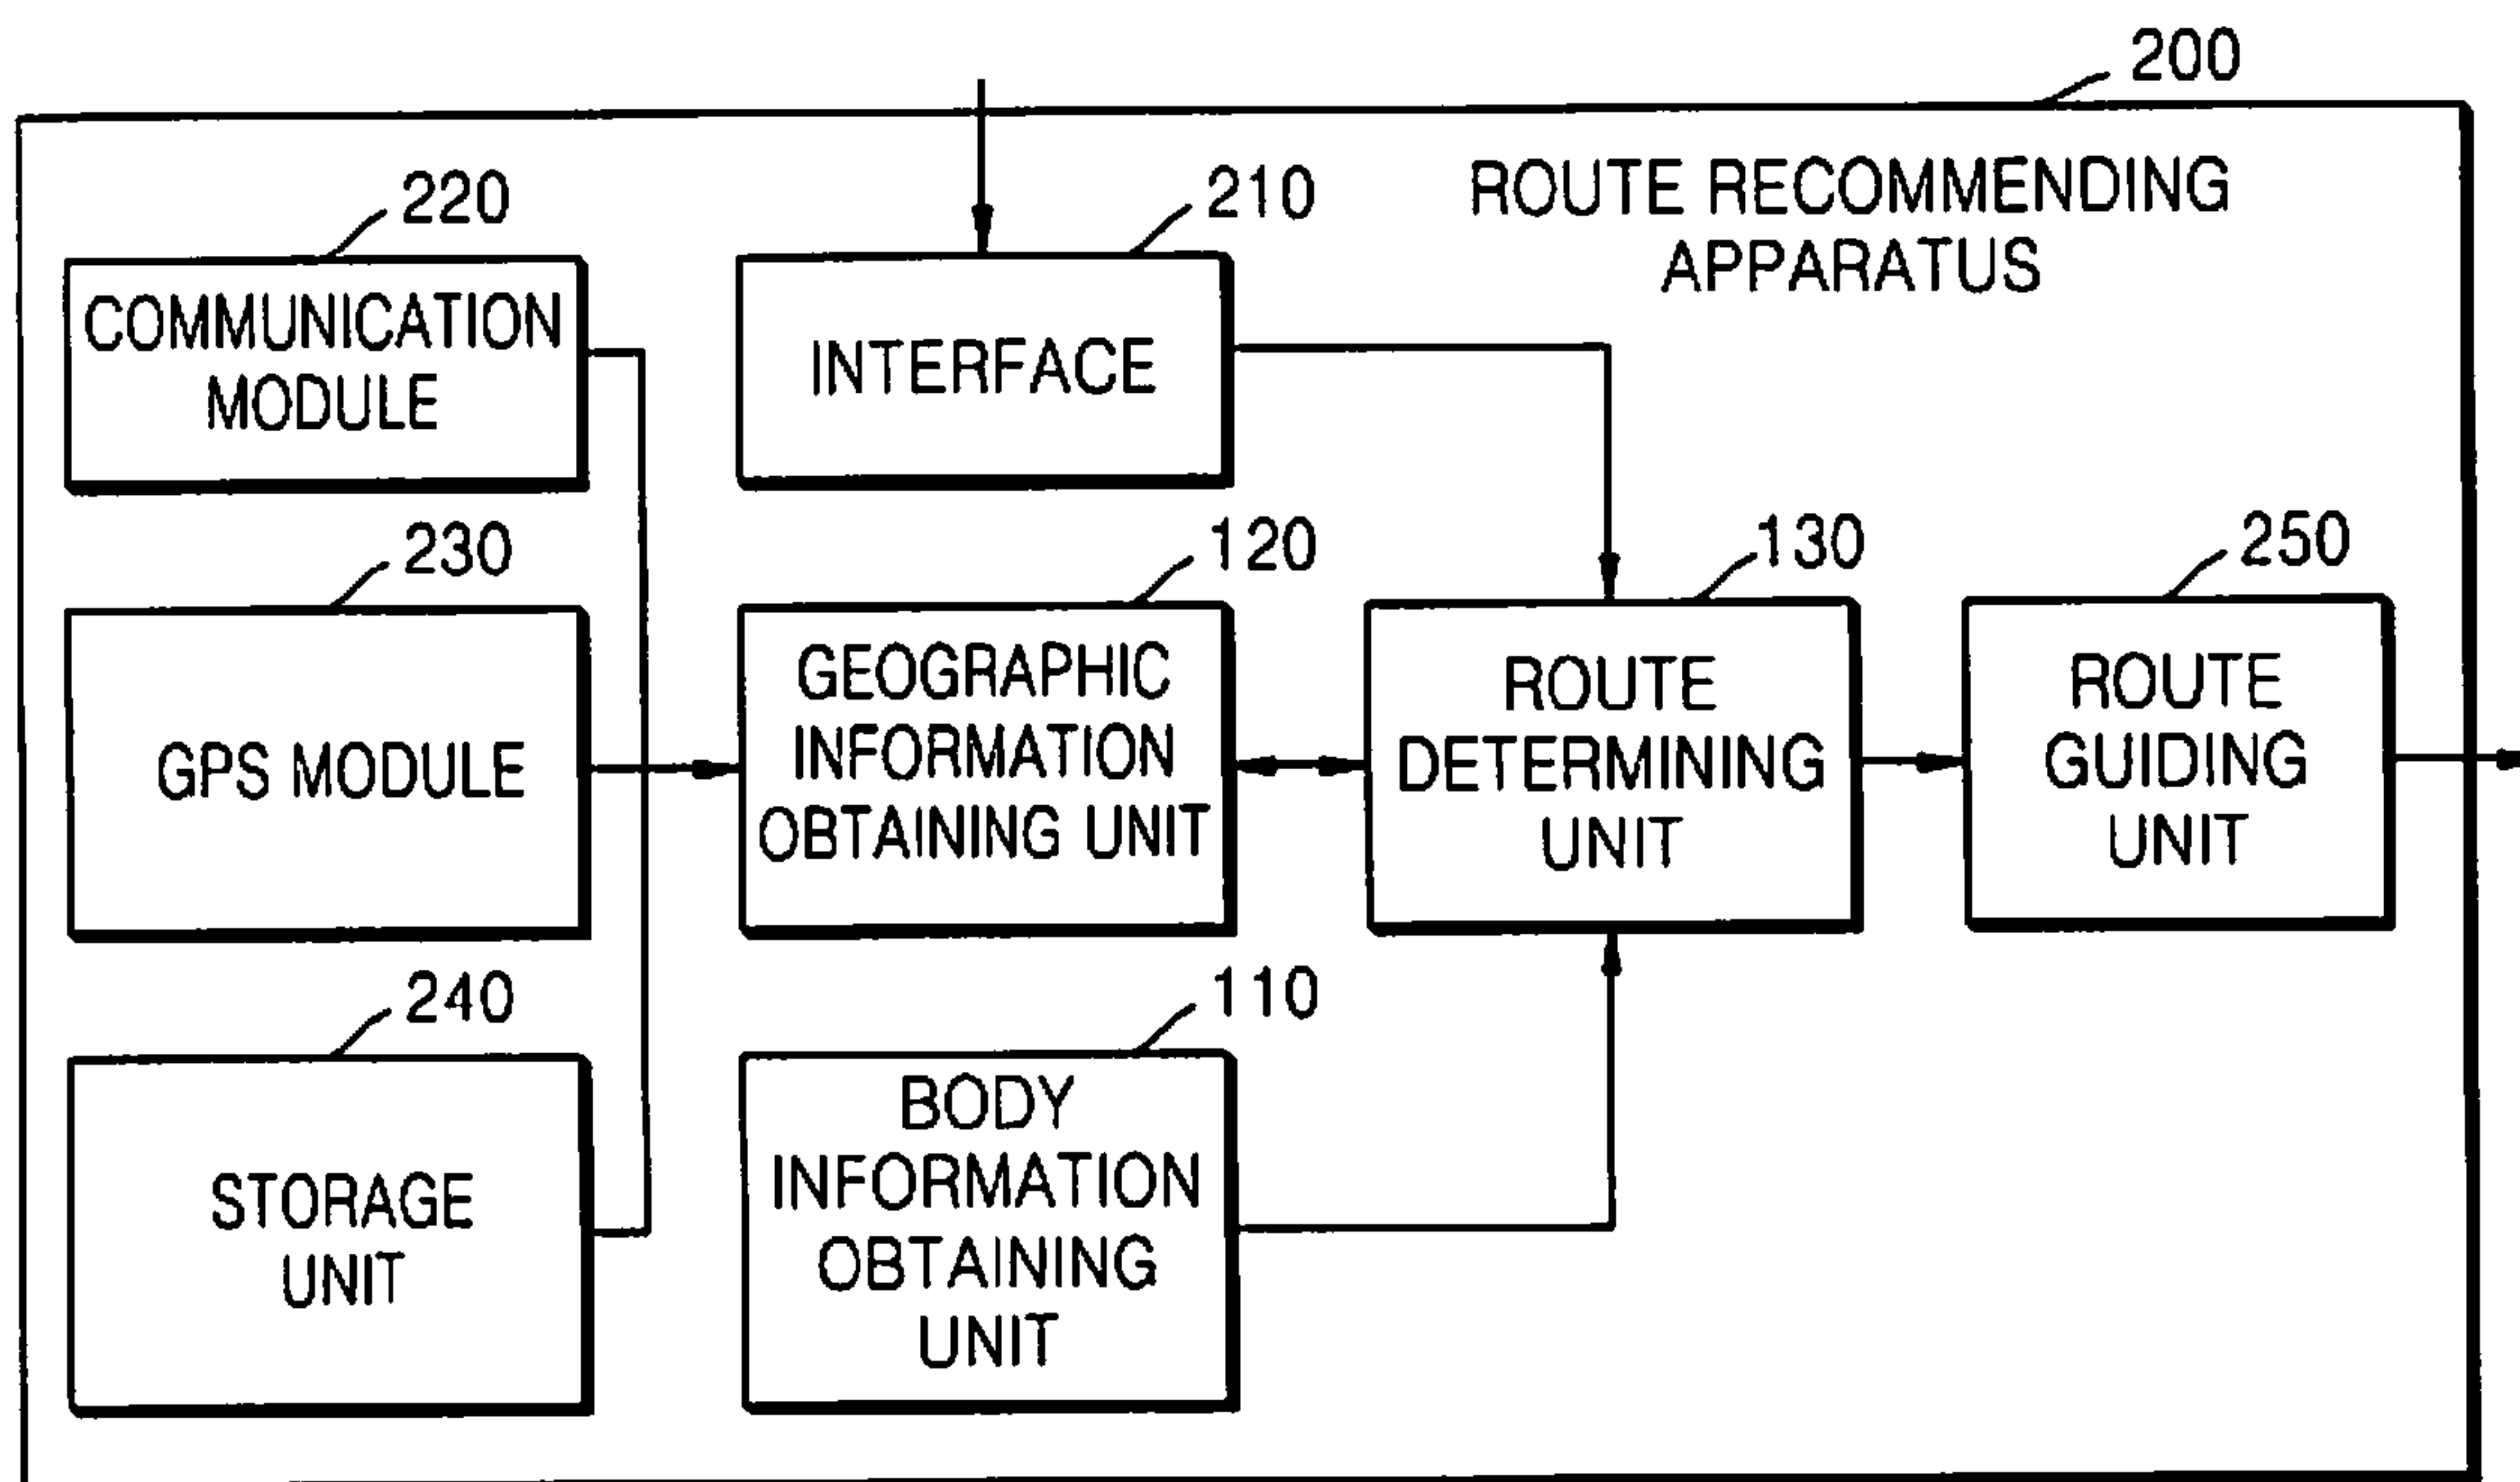 200
ROUTE RECOMMENDING
APPARATUS
220
COMMUNICATION
MODULE
210
INTERFACE
230
GPS MODULE
120
GEOGRAPHIC
INFORMATION
OBTAINING UNIT
130
ROUTE
DETERMINING
UNIT
250
ROUTE
GUIDING
UNIT
240
STORAGE
UNIT
110
BODY
INFORMATION
OBTAINING
UNIT